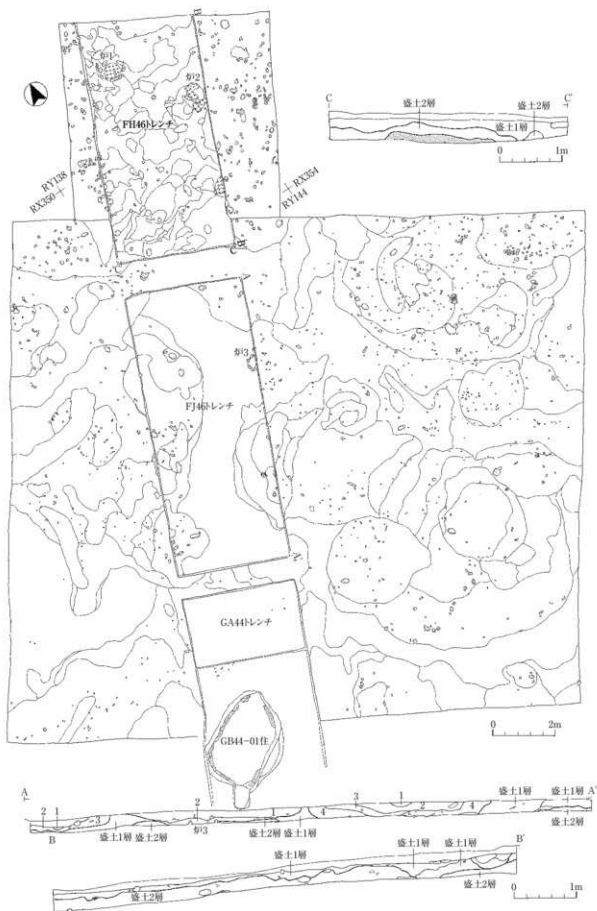 B
炉1
炉2
FH46トレンチ
C C'
盛土2層 盛土2層
盛土1層
0 1m
RY138
RX350
RX354
RY144
B'
炉3
FJ46トレンチ
A
GA44トレンチ
GB44-01住
0 2m
A A'
2 1 3 2 1 4 3 1 2 4 盛土1層 盛土1層
盛土1層 盛土2層 炉3 盛土2層 盛土1層 盛土2層
B B'
盛土1層 盛土1層 盛土1層
盛土2層
0 1m